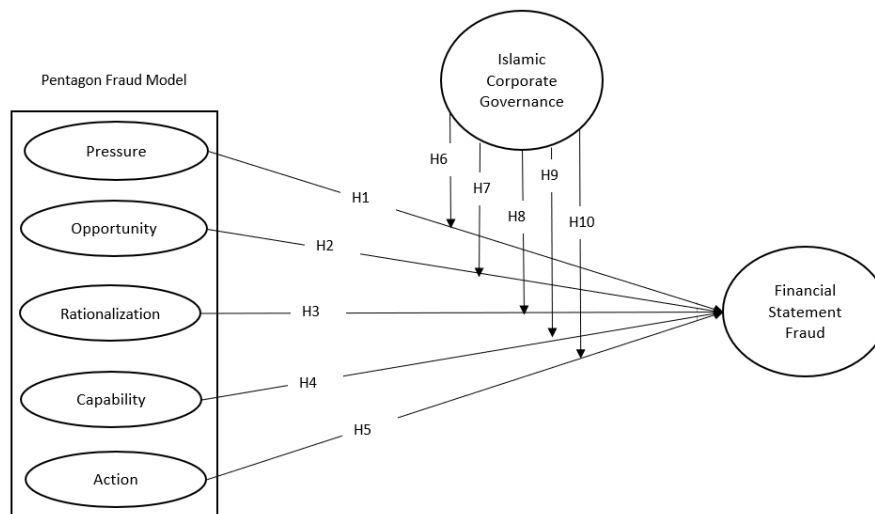 Pentagon Fraud Model
Islamic
Corporate
Governance
Pressure
Opportunity
Rationalization
Capability
Action
H1
H2
H3
H4
H5
H6
H7
H8
H9
H10
Financial
Statement
Fraud